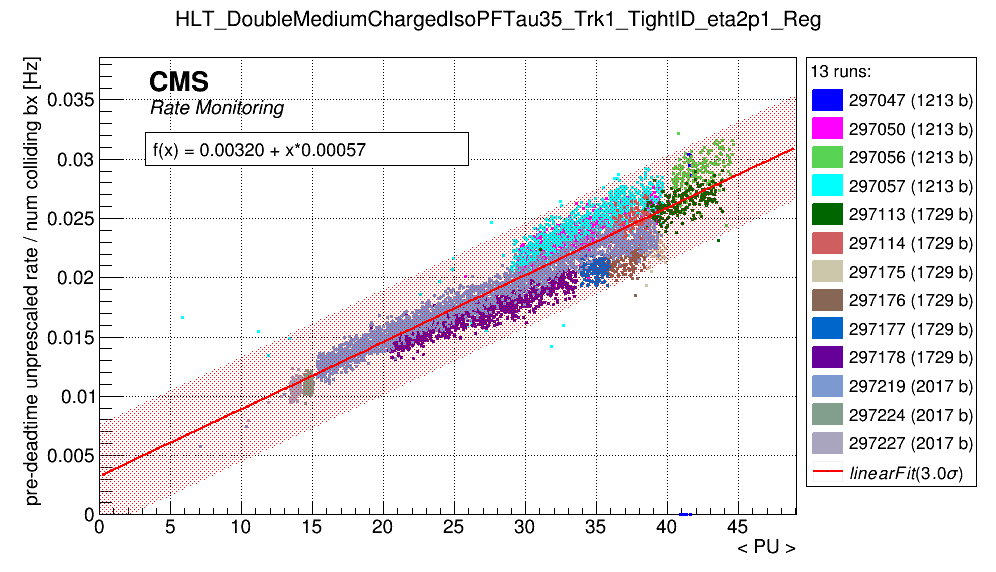 HLT_DoubleMediumChargedIsoPFTau35_Trk1_TightID_eta2p1_Reg
pre-deadtime unprescaled rate / num colliding bx [Hz]
CMS
Rate Monitoring
f(x) = 0.00320 + x*0.00057
0.035
0.03
0.025
0.02
0.015
0.01
0.005
0
0 5 10 15 20 25 30 35 40 45
< PU >
13 runs:
297047 (1213 b)
297050 (1213 b)
297056 (1213 b)
297057 (1213 b)
297113 (1729 b)
297114 (1729 b)
297175 (1729 b)
297176 (1729 b)
297177 (1729 b)
297178 (1729 b)
297219 (2017 b)
297224 (2017 b)
297227 (2017 b)
linearFit(3.0σ)